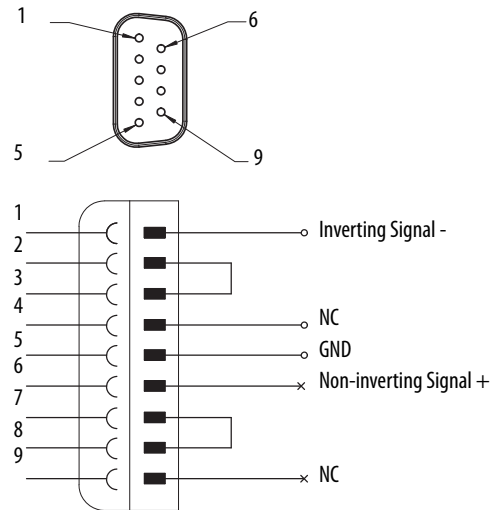 1
6
5
9
1
Inverting Signal -
2
3
4
NC
5
GND
6
Non-inverting Signal +
7
8
9
NC